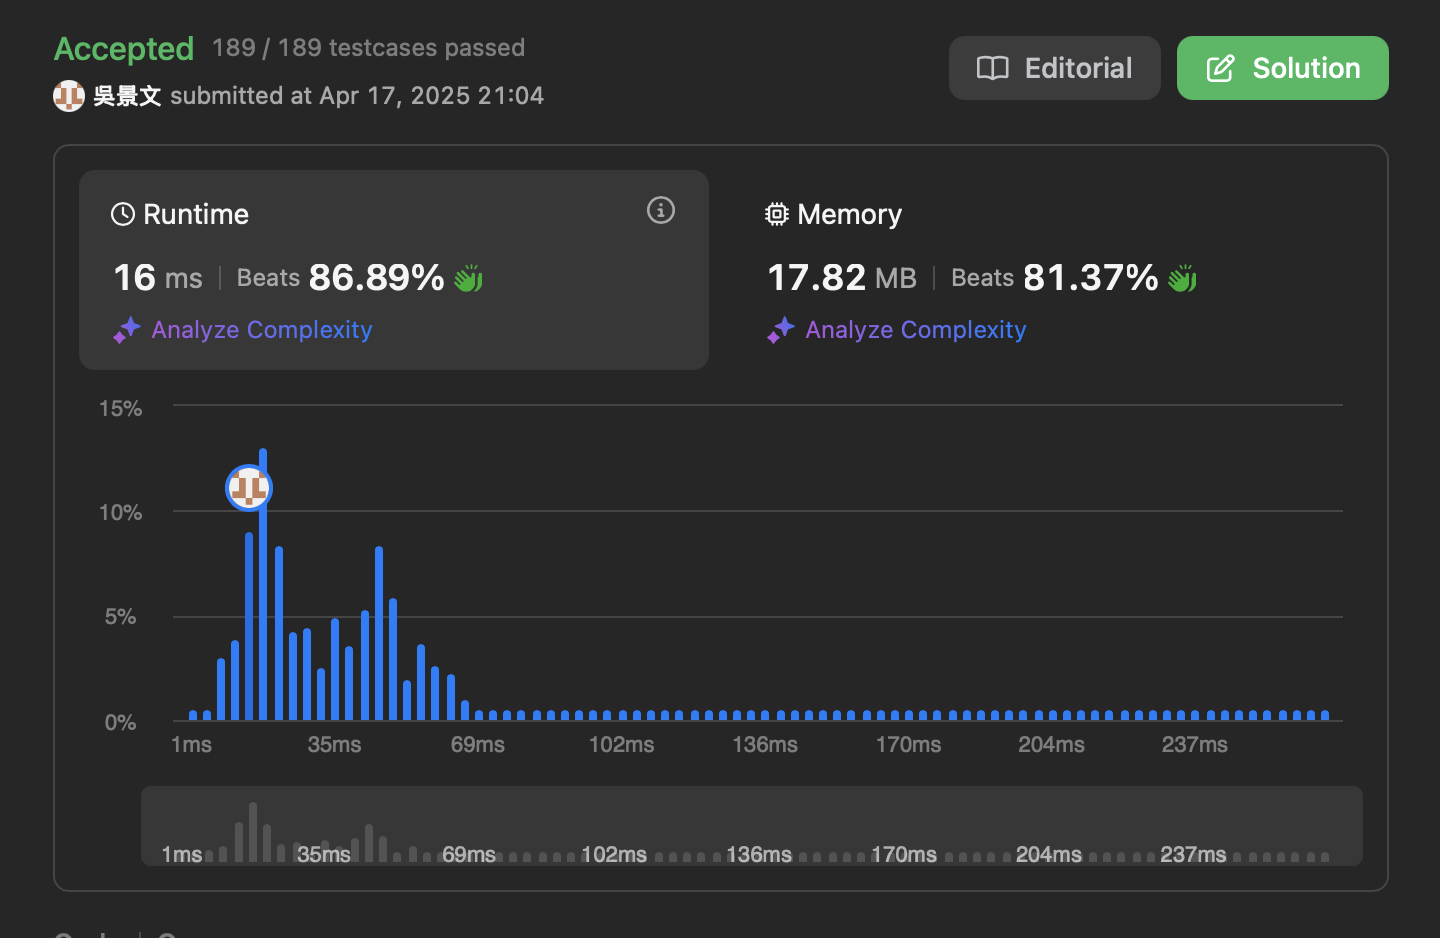 Accepted 189 / 189 testcases passed
吳景文 submitted at Apr 17, 2025 21:04
Editorial
Solution
Runtime
16 ms | Beats 86.89%
Analyze Complexity
Memory
17.82 MB | Beats 81.37%
Analyze Complexity
15%
10%
5%
0%
1ms 35ms 69ms 102ms 136ms 170ms 204ms 237ms
1ms 35ms 69ms 102ms 136ms 170ms 204ms 237ms